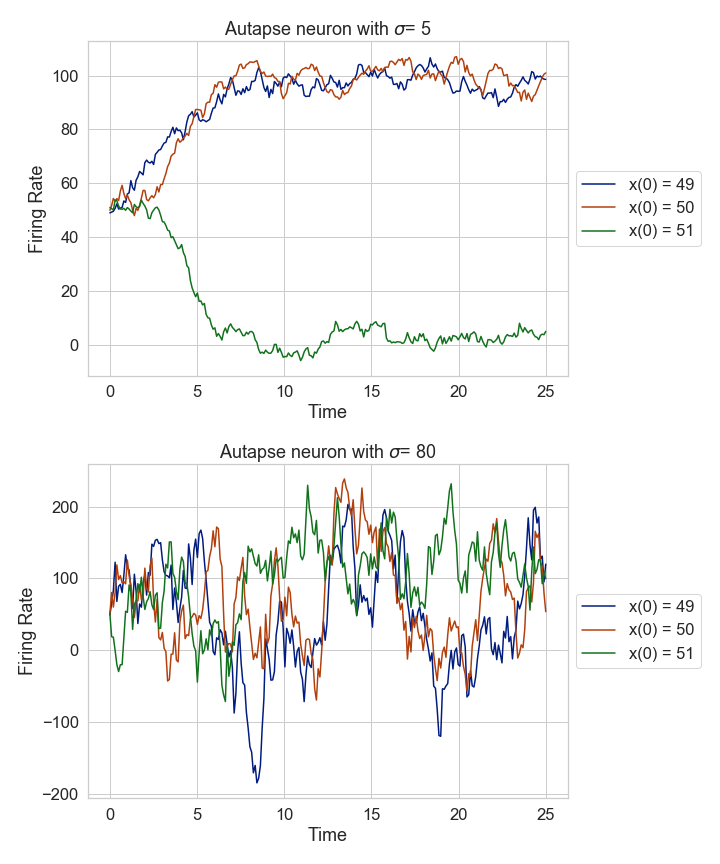 Autapse neuron with σ= 5
100
80
60
40
20
0
Firing Rate
0 5 10 15 20 25
Time
x(0) = 49
x(0) = 50
x(0) = 51
Autapse neuron with σ= 80
200
100
0
−100
−200
Firing Rate
0 5 10 15 20 25
Time
x(0) = 49
x(0) = 50
x(0) = 51